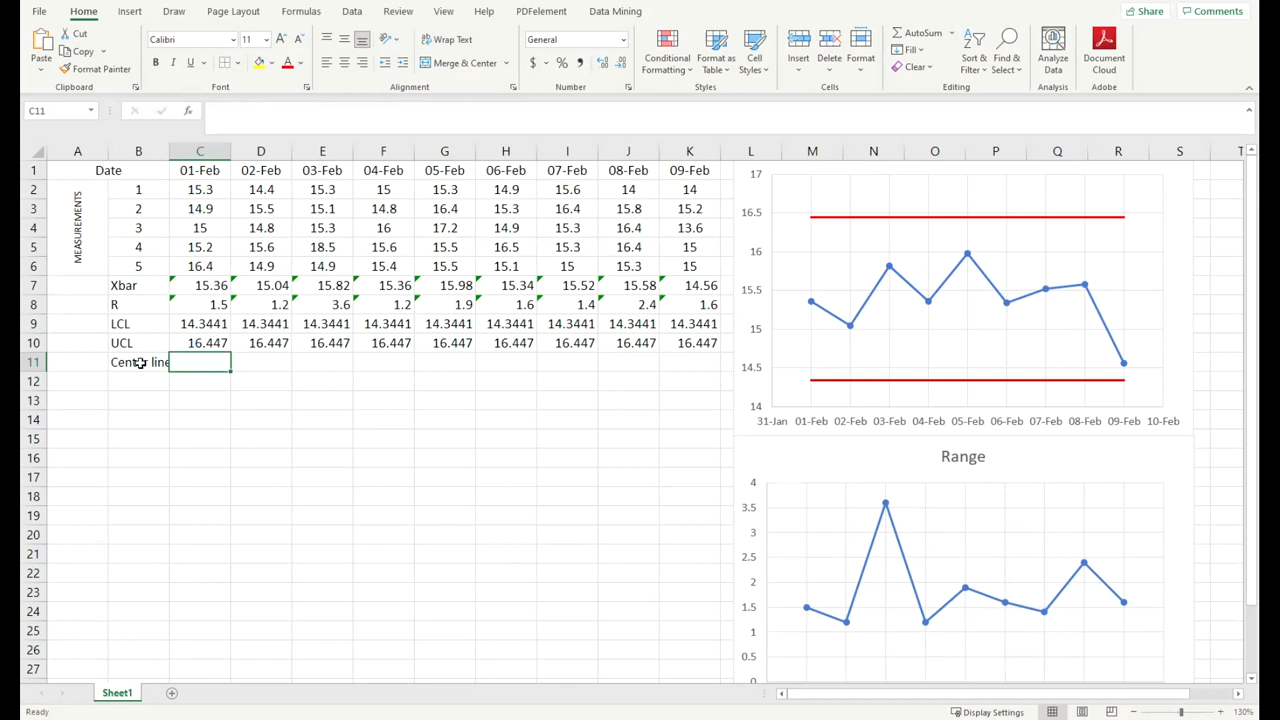 File Home Insert Draw Page Layout Formulas Data Review View Help PDFelement Data Mining Share Comments
Paste Cut Copy Format Painter Calibri 11 A A Wrap Text General Conditional Formatting Format as Table Cell Styles Insert Delete Format AutoSum Fill Clear Sort & Filter Find & Select Analyze Data Document Cloud
B I U A Merge & Center $ % ,
Clipboard Font Alignment Number Styles Cells Editing Analysis Adobe
C11 fx
A B C D E F G H I J K L M N O P Q R S T
1 Date 01-Feb 02-Feb 03-Feb 04-Feb 05-Feb 06-Feb 07-Feb 08-Feb 09-Feb
MEASUREMENTS
2 1 15.3 14.4 15.3 15 15.3 14.9 15.6 14 14
3 2 14.9 15.5 15.1 14.8 16.4 15.3 16.4 15.8 15.2
4 3 15 14.8 15.3 16 17.2 14.9 15.3 16.4 13.6
5 4 15.2 15.6 18.5 15.6 15.5 16.5 15.3 16.4 15
6 5 16.4 14.9 14.9 15.4 15.5 15.1 15 15.3 15
7 Xbar 15.36 15.04 15.82 15.36 15.98 15.34 15.52 15.58 14.56
8 R 1.5 1.2 3.6 1.2 1.9 1.6 1.4 2.4 1.6
9 LCL 14.3441 14.3441 14.3441 14.3441 14.3441 14.3441 14.3441 14.3441 14.3441
10 UCL 16.447 16.447 16.447 16.447 16.447 16.447 16.447 16.447 16.447
11 Center line
12
13
14
15
16
17
18
19
20
21
22
23
24
25
26
27
17
16.5
16
15.5
15
14.5
14
31-Jan 01-Feb 02-Feb 03-Feb 04-Feb 05-Feb 06-Feb 07-Feb 08-Feb 09-Feb 10-Feb
Range
4
3.5
3
2.5
2
1.5
1
0.5
0
Sheet1
Ready Display Settings 130%